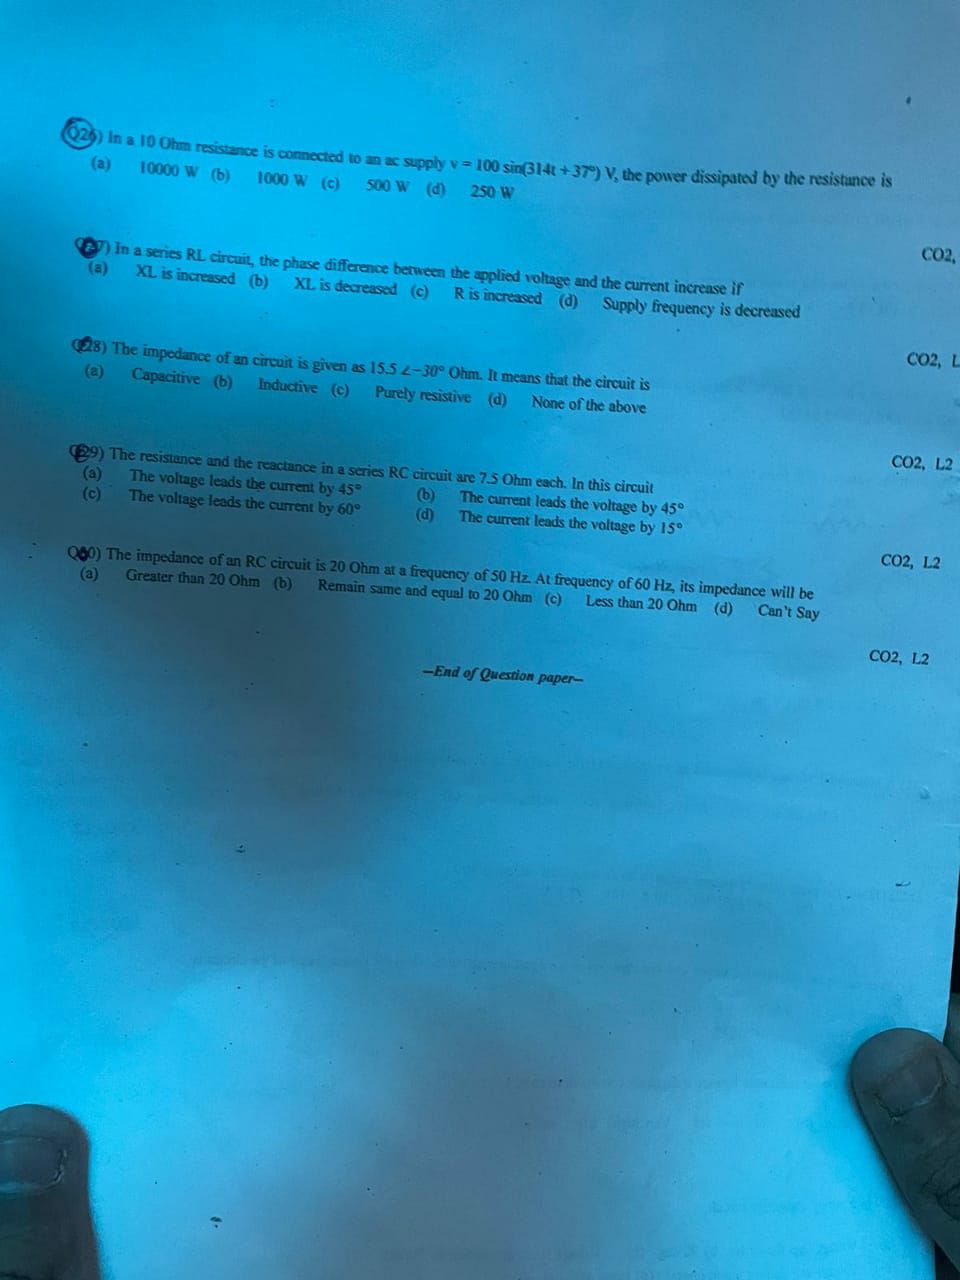 Q26) In a 10 Ohm resistance is connected to an ac supply v = 100 sin(314t +37°) V, the power dissipated by the resistance is
(a) 10000 W (b) 1000 W (c) 500 W (d) 250 W
CO2,
Q27) In a series RL circuit, the phase difference between the applied voltage and the current increase if
(a) XL is increased (b) XL is decreased (c) R is increased (d) Supply frequency is decreased
CO2, L
Q28) The impedance of an circuit is given as 15.5 ∠-30° Ohm. It means that the circuit is
(a) Capacitive (b) Inductive (c) Purely resistive (d) None of the above
CO2, L2
Q29) The resistance and the reactance in a series RC circuit are 7.5 Ohm each. In this circuit
(a) The voltage leads the current by 45° (b) The current leads the voltage by 45°
(c) The voltage leads the current by 60° (d) The current leads the voltage by 15°
CO2, L2
Q30) The impedance of an RC circuit is 20 Ohm at a frequency of 50 Hz. At frequency of 60 Hz, its impedance will be
(a) Greater than 20 Ohm (b) Remain same and equal to 20 Ohm (c) Less than 20 Ohm (d) Can't Say
CO2, L2
--End of Question paper--